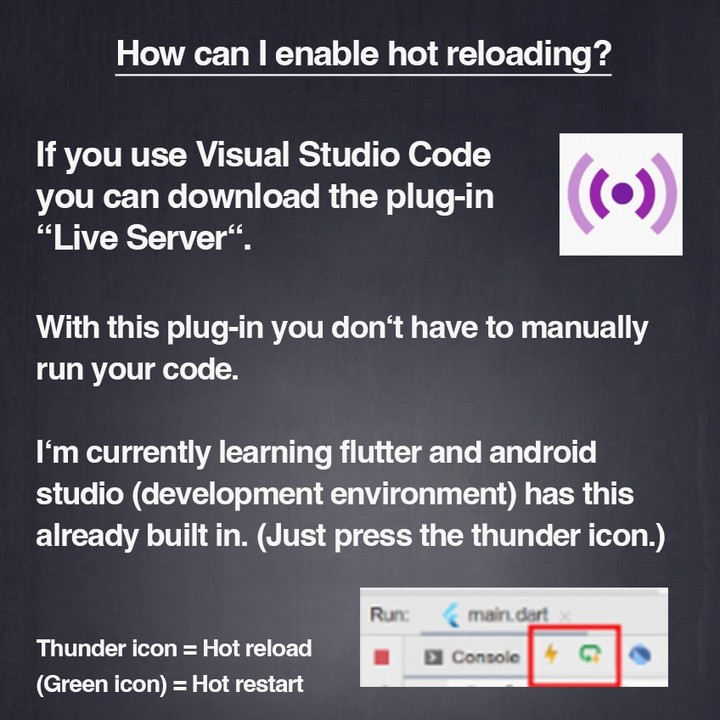 How can I enable hot reloading?
If you use Visual Studio Code
you can download the plug-in
“Live Server“.
With this plug-in you don‘t have to manually
run your code.
I‘m currently learning flutter and android
studio (development environment) has this
already built in. (Just press the thunder icon.)
Run: main.dart
Console
Thunder icon = Hot reload
(Green icon) = Hot restart